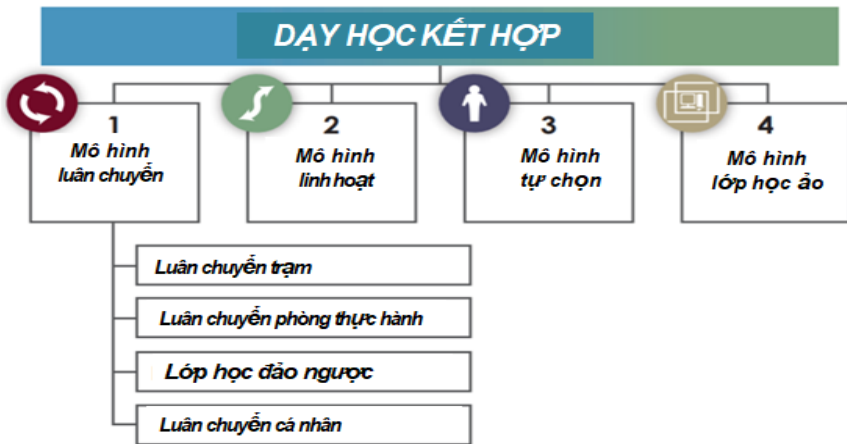 DẠY HỌC KẾT HỢP
1
Mô hình
luân chuyển
2
Mô hình
linh hoạt
3
Mô hình
tự chọn
4
Mô hình
lớp học ảo
Luân chuyển trạm
Luân chuyển phòng thực hành
Lớp học đảo ngược
Luân chuyển cá nhân